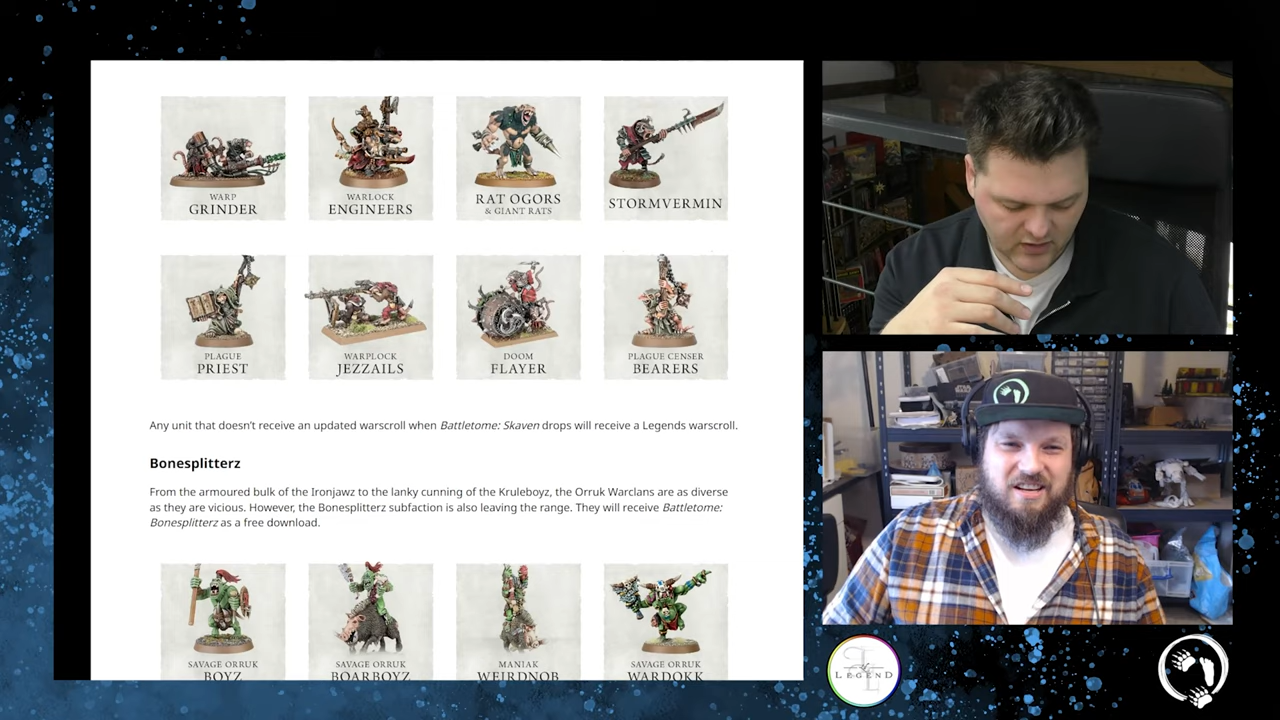 WARP
GRINDER
WARLOCK
ENGINEERS
RAT OGORS
& GIANT RATS
STORMVERMIN
PLAGUE
PRIEST
WARPLOCK
JEZZAILS
DOOM
FLAYER
PLAGUE CENSER
BEARERS
Any unit that doesn’t receive an updated warscroll when Battletome: Skaven drops will receive a Legends warscroll.
Bonesplitterz
From the armoured bulk of the Ironjawz to the lanky cunning of the Kruleboyz, the Orruk Warclans are as diverse
as they are vicious. However, the Bonesplitterz subfaction is also leaving the range. They will receive Battletome:
Bonesplitterz as a free download.
SAVAGE ORRUK
BOYZ
SAVAGE ORRUK
BOARBOYZ
MANIAK
WEIRDNOB
SAVAGE ORRUK
WARDOKK
LEGEND